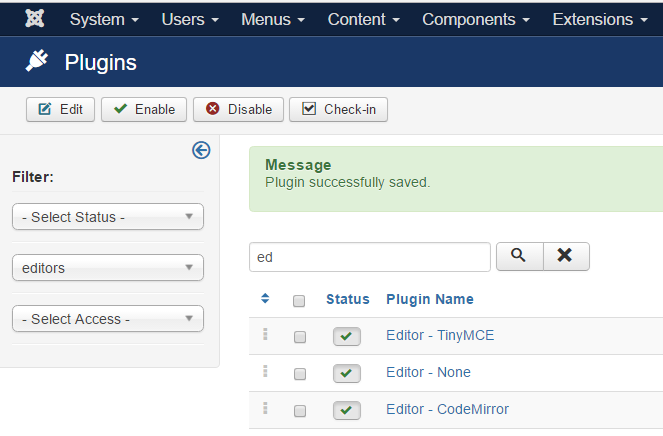 System Users Menus Content Components Extensions
Plugins
Edit Enable Disable Check-in
Filter:
- Select Status -
editors
- Select Access -
Message
Plugin successfully saved.
ed
Status Plugin Name
Editor - TinyMCE
Editor - None
Editor - CodeMirror